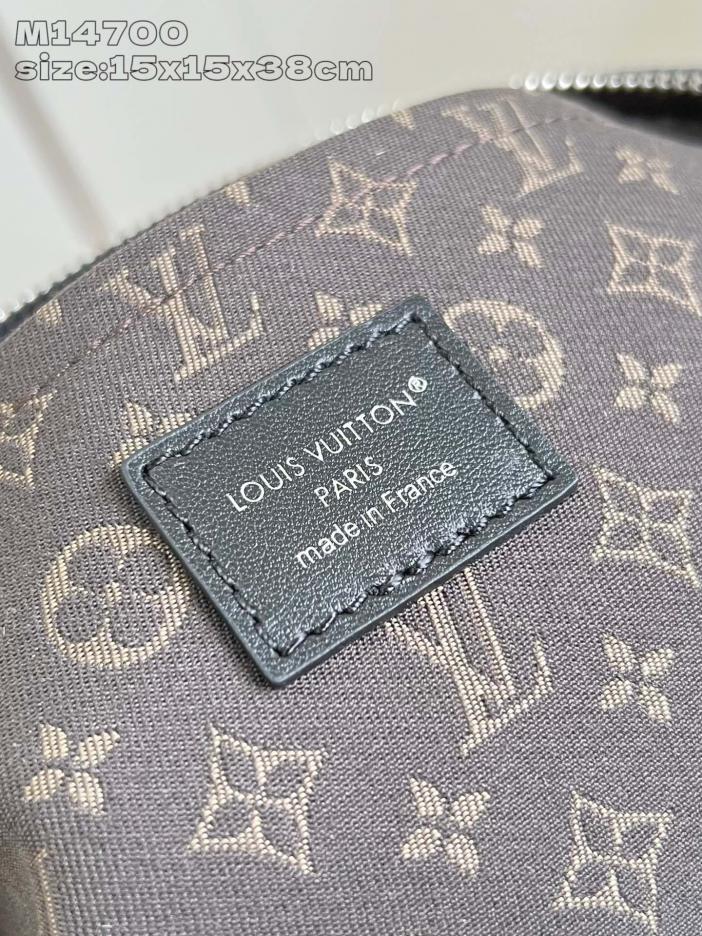 M14700
size:15x15x38cm
LOUIS VUITTON®
PARIS
made in France